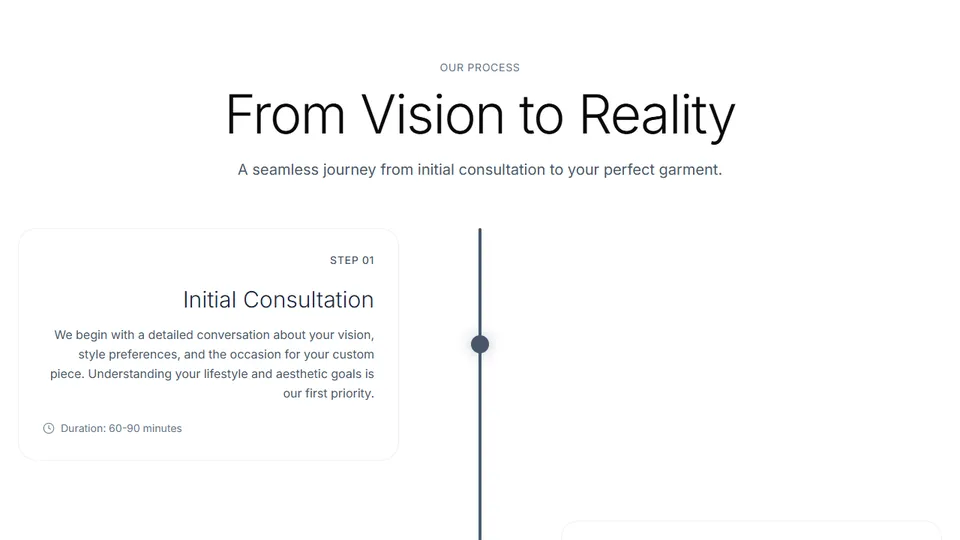 OUR PROCESS
From Vision to Reality
A seamless journey from initial consultation to your perfect garment.
STEP 01
Initial Consultation
We begin with a detailed conversation about your vision,
style preferences, and the occasion for your custom
piece. Understanding your lifestyle and aesthetic goals is
our first priority.
Duration: 60-90 minutes